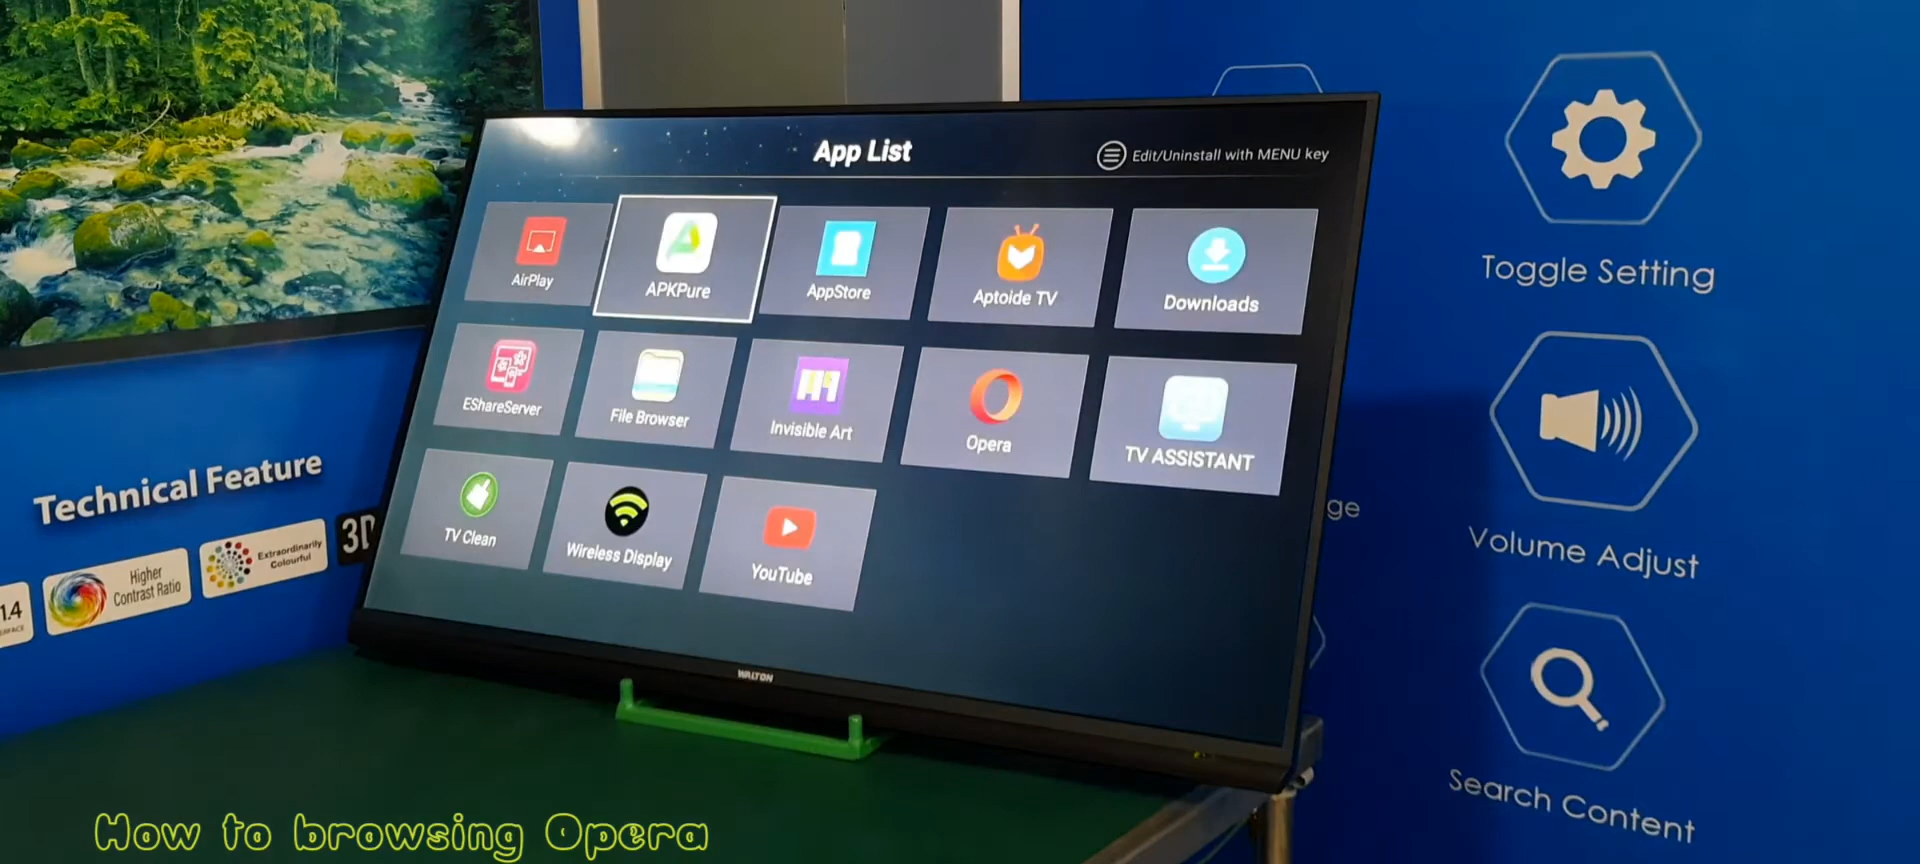 App List
Edit/Uninstall with MENU key
AirPlay
APKPure
AppStore
Aptoide TV
Downloads
EShareServer
File Browser
Invisible Art
Opera
TV ASSISTANT
TV Clean
Wireless Display
YouTube
WALTON
Technical Feature
1.4
Higher
Contrast Ratio
Extraordinarily
Colourful
3D
Toggle Setting
ge
Volume Adjust
Search Content
How to browsing Opera